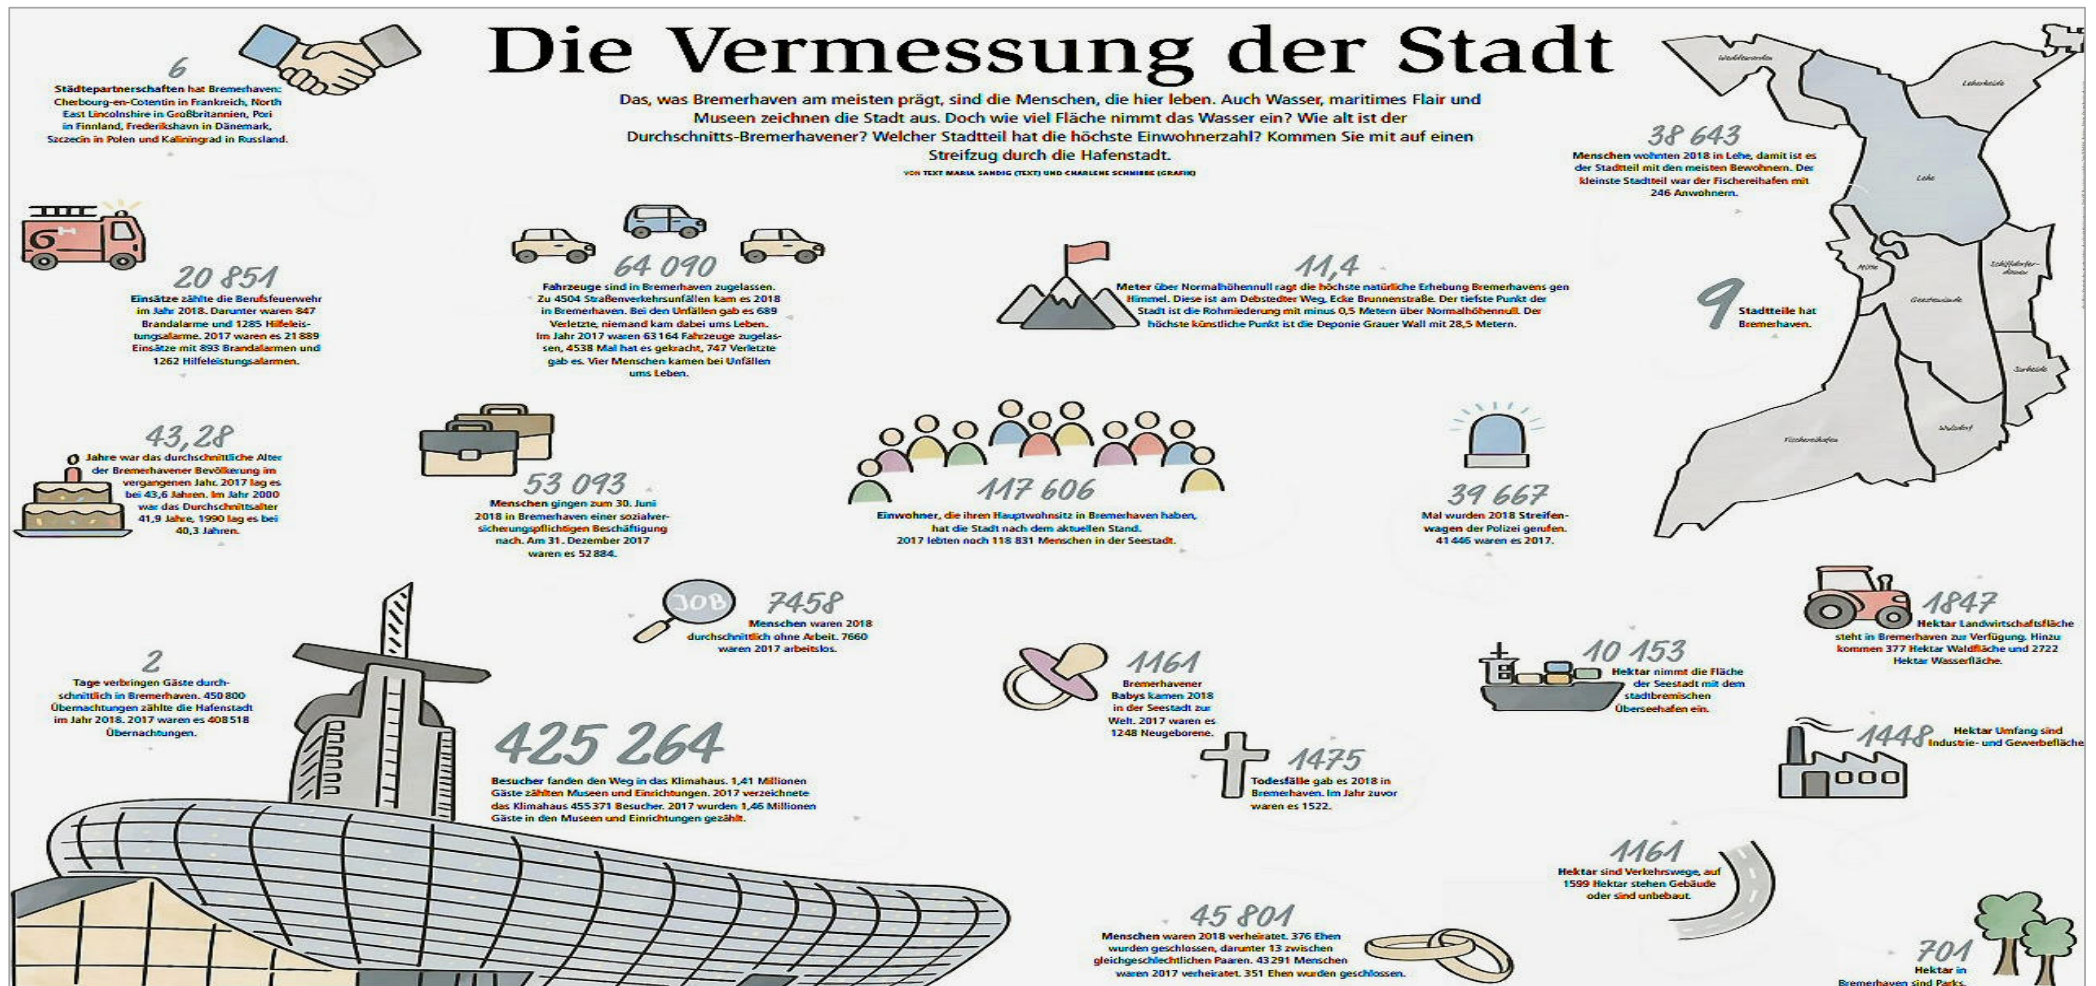 Die Vermessung der Stadt
Das, was Bremerhaven am meisten prägt, sind die Menschen, die hier leben. Auch Wasser, maritimes Flair und
Museen zeichnen die Stadt aus. Doch wie viel Fläche nimmt das Wasser ein? Wie alt ist der
Durchschnitts-Bremerhavener? Welcher Stadtteil hat die höchste Einwohnerzahl? Kommen Sie mit auf einen
Streifzug durch die Hafenstadt.
VON TEXT MARIA SANDIG (TEXT) UND CHARLENE SCHNIBBE (GRAFIK)
6
Städtepartnerschaften hat Bremerhaven:
Cherbourg-en-Cotentin in Frankreich, North
East Lincolnshire in Großbritannien, Pori
in Finnland, Frederikshavn in Dänemark,
Szczecin in Polen und Kaliningrad in Russland.
38 643
Menschen wohnten 2018 in Lehe, damit ist es
der Stadtteil mit den meisten Bewohnern. Der
kleinste Stadtteil war der Fischereihafen mit
246 Anwohnern.
Weddewarden
Leherheide
Lehe
Mitte
Schiffdorfer-
damm
Geestemünde
Surheide
Wulsdorf
Fischereihafen
9
Stadtteile hat
Bremerhaven.
20 851
Einsätze zählte die Berufsfeuerwehr
im Jahr 2018. Darunter waren 847
Brandalarme und 1285 Hilfeleis-
tungsalarme. 2017 waren es 21 889
Einsätze mit 893 Brandalarmen und
1262 Hilfeleistungsalarmen.
64 090
Fahrzeuge sind in Bremerhaven zugelassen.
Zu 4504 Straßenverkehrsunfällen kam es 2018
in Bremerhaven. Bei den Unfällen gab es 689
Verletzte, niemand kam dabei ums Leben.
Im Jahr 2017 waren 63 164 Fahrzeuge zugelas-
sen, 4538 Mal hat es gekracht, 747 Verletzte
gab es. Vier Menschen kamen bei Unfällen
ums Leben.
11,4
Meter über Normalhöhennull ragt die höchste natürliche Erhebung Bremerhavens gen
Himmel. Diese ist am Debstedter Weg, Ecke Brunnenstraße. Der tiefste Punkt der
Stadt ist die Rohrniederung mit minus 0,5 Metern über Normalhöhennull. Der
höchste künstliche Punkt ist die Deponie Grauer Wall mit 28,5 Metern.
43,28
Jahre war das durchschnittliche Alter
der Bremerhavener Bevölkerung im
vergangenen Jahr. 2017 lag es
bei 43,6 Jahren. Im Jahr 2000
war das Durchschnittsalter
41,9 Jahre, 1990 lag es bei
40,3 Jahren.
53 093
Menschen gingen zum 30. Juni
2018 in Bremerhaven einer sozialver-
sicherungspflichtigen Beschäftigung
nach. Am 31. Dezember 2017
waren es 52 884.
117 606
Einwohner, die ihren Hauptwohnsitz in Bremerhaven haben,
hat die Stadt nach dem aktuellen Stand.
2017 lebten noch 118 831 Menschen in der Seestadt.
39 667
Mal wurden 2018 Streifen-
wagen der Polizei gerufen.
41 446 waren es 2017.
JOB
7458
Menschen waren 2018
durchschnittlich ohne Arbeit. 7660
waren 2017 arbeitslos.
2
Tage verbringen Gäste durch-
schnittlich in Bremerhaven. 450 800
Übernachtungen zählte die Hafenstadt
im Jahr 2018. 2017 waren es 408 518
Übernachtungen.
425 264
Besucher fanden den Weg in das Klimahaus. 1,41 Millionen
Gäste zählten Museen und Einrichtungen. 2017 verzeichnete
das Klimahaus 455 371 Besucher. 2017 wurden 1,46 Millionen
Gäste in den Museen und Einrichtungen gezählt.
1161
Bremerhavener
Babys kamen 2018
in der Seestadt zur
Welt. 2017 waren es
1248 Neugeborene.
1475
Todesfälle gab es 2018 in
Bremerhaven. Im Jahr zuvor
waren es 1522.
10 153
Hektar nimmt die Fläche
der Seestadt mit dem
stadtbremischen
Überseehafen ein.
1847
Hektar Landwirtschaftsfläche
steht in Bremerhaven zur Verfügung. Hinzu
kommen 377 Hektar Waldfläche und 2722
Hektar Wasserfläche.
1448
Hektar Umfang sind
Industrie- und Gewerbefläche
1161
Hektar sind Verkehrswege, auf
1599 Hektar stehen Gebäude
oder sind unbebaut.
45 801
Menschen waren 2018 verheiratet. 376 Ehen
wurden geschlossen, darunter 13 zwischen
gleichgeschlechtlichen Paaren. 43 291 Menschen
waren 2017 verheiratet. 351 Ehen wurden geschlossen.
701
Hektar in
Bremerhaven sind Parks.